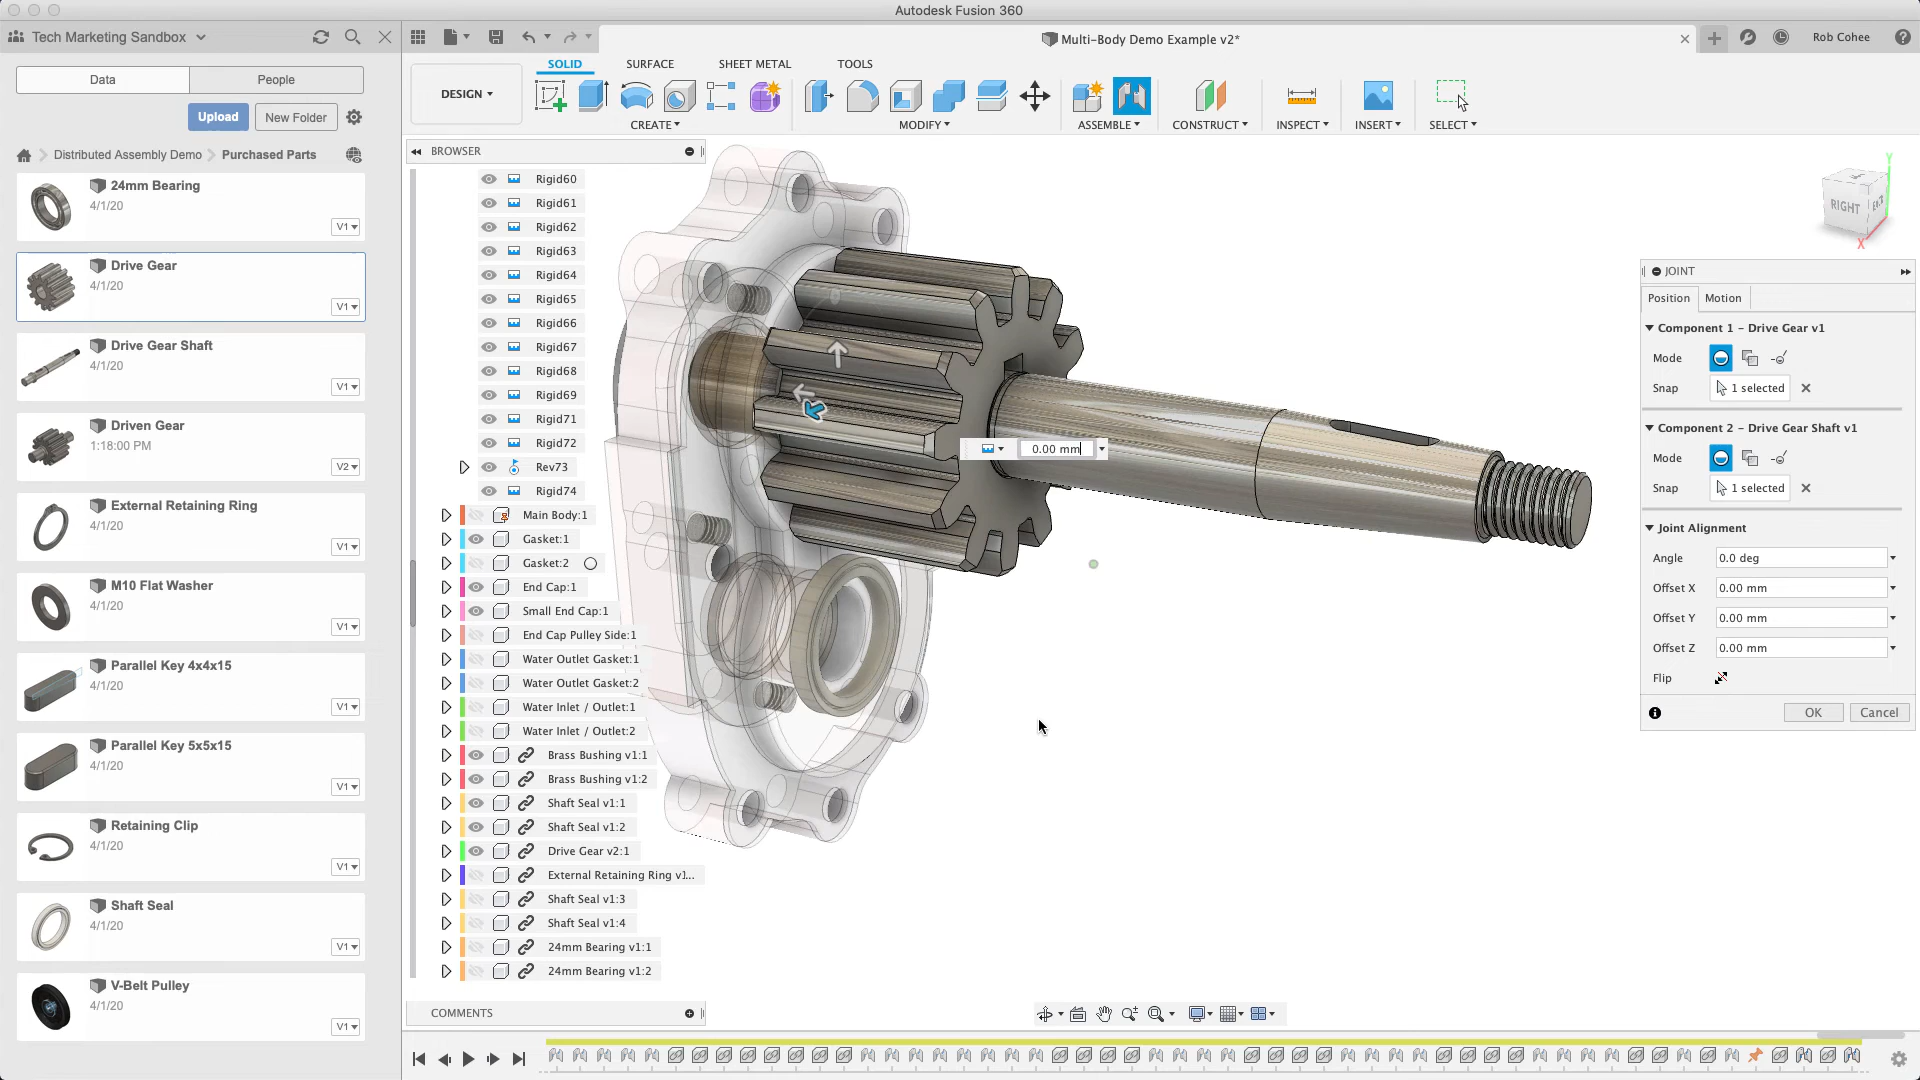 Autodesk Fusion 360
Tech Marketing Sandbox
Multi-Body Demo Example v2*
Rob Cohee
Data
People
Upload
New Folder
Distributed Assembly Demo
Purchased Parts
24mm Bearing
4/1/20
V1
Drive Gear
4/1/20
V1
Drive Gear Shaft
4/1/20
V1
Driven Gear
1:18:00 PM
V2
External Retaining Ring
4/1/20
V1
M10 Flat Washer
4/1/20
V1
Parallel Key 4x4x15
4/1/20
V1
Parallel Key 5x5x15
4/1/20
V1
Retaining Clip
4/1/20
V1
Shaft Seal
4/1/20
V1
V-Belt Pulley
4/1/20
V1
SOLID
SURFACE
SHEET METAL
TOOLS
DESIGN
CREATE
MODIFY
ASSEMBLE
CONSTRUCT
INSPECT
INSERT
SELECT
BROWSER
Rigid60
Rigid61
Rigid62
Rigid63
Rigid64
Rigid65
Rigid66
Rigid67
Rigid68
Rigid69
Rigid71
Rigid72
Rev73
Rigid74
Main Body:1
Gasket:1
Gasket:2
End Cap:1
Small End Cap:1
End Cap Pulley Side:1
Water Outlet Gasket:1
Water Outlet Gasket:2
Water Inlet / Outlet:1
Water Inlet / Outlet:2
Brass Bushing v1:1
Brass Bushing v1:2
Shaft Seal v1:1
Shaft Seal v1:2
Drive Gear v2:1
External Retaining Ring v1...
Shaft Seal v1:3
Shaft Seal v1:4
24mm Bearing v1:1
24mm Bearing v1:2
COMMENTS
0.00 mm
RIGHT
Y
X
JOINT
Position
Motion
Component 1 - Drive Gear v1
Mode
Snap
1 selected
Component 2 - Drive Gear Shaft v1
Mode
Snap
1 selected
Joint Alignment
Angle
0.0 deg
Offset X
0.00 mm
Offset Y
0.00 mm
Offset Z
0.00 mm
Flip
OK
Cancel